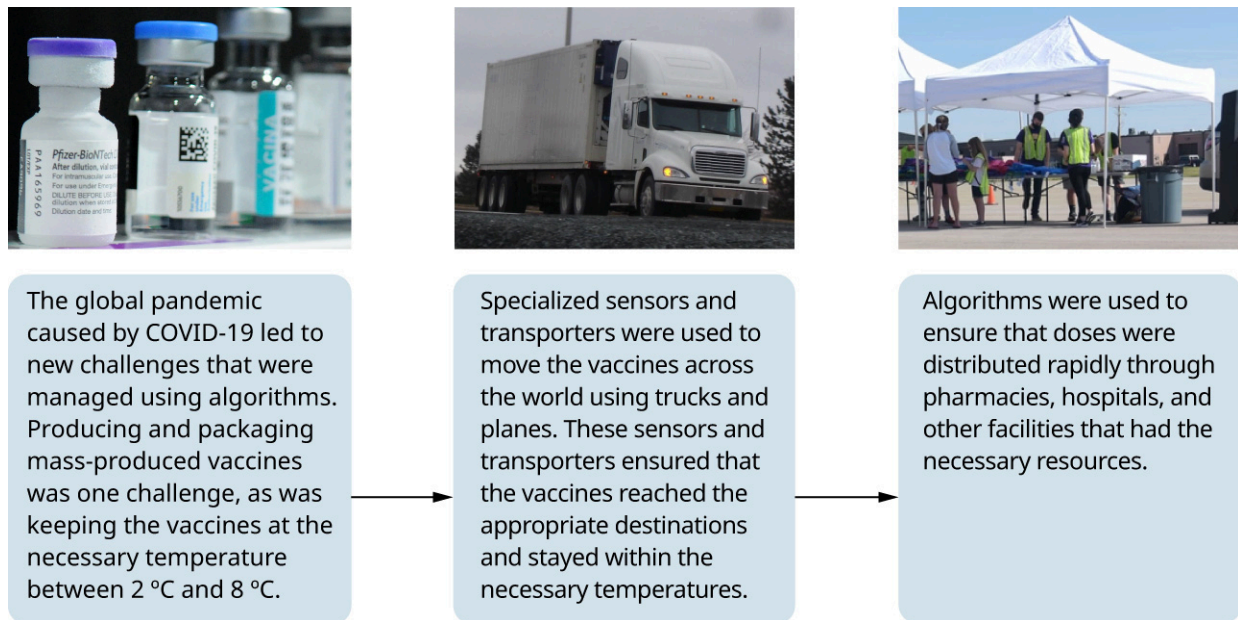 Pfizer-BioNTech
After dilution, vial
For intramuscular use
For use under Emergen
DILUTE BEFORE USE
dilution when stored
Dilution date and time
PAA165969
VACINA
The global pandemic
caused by COVID-19 led to
new challenges that were
managed using algorithms.
Producing and packaging
mass-produced vaccines
was one challenge, as was
keeping the vaccines at the
necessary temperature
between 2 ºC and 8 ºC.
Specialized sensors and
transporters were used to
move the vaccines across
the world using trucks and
planes. These sensors and
transporters ensured that
the vaccines reached the
appropriate destinations
and stayed within the
necessary temperatures.
Algorithms were used to
ensure that doses were
distributed rapidly through
pharmacies, hospitals, and
other facilities that had the
necessary resources.